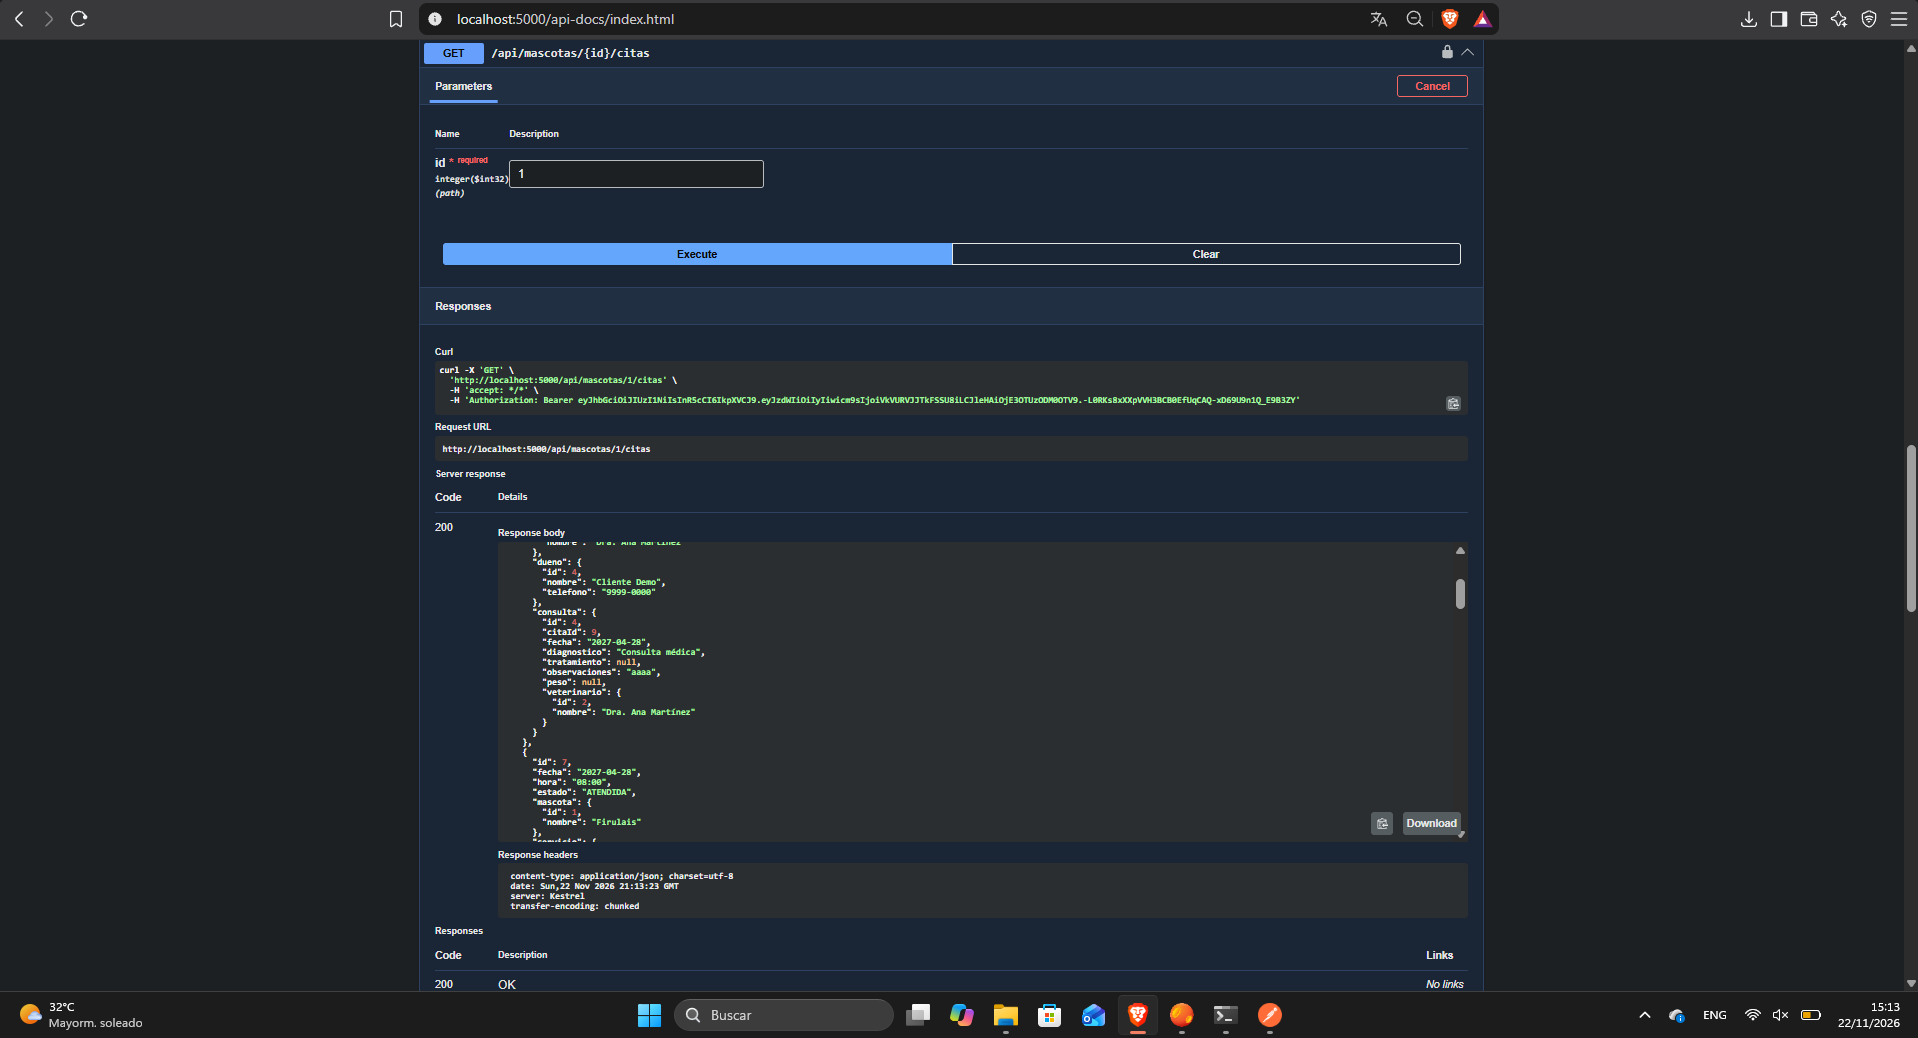 localhost:5000/api-docs/index.html
GET /api/mascotas/{id}/citas
Parameters
Cancel
Name Description
id * required
integer($int32)
(path)
1
Execute
Clear
Responses
Curl
curl -X 'GET' \
'http://localhost:5000/api/mascotas/1/citas' \
-H 'accept: */*' \
Request URL
http://localhost:5000/api/mascotas/1/citas
Server response
Code Details
200
Response body
"nombre": "Dra. Ana Martínez"
},
"dueno": {
"id": 4,
"nombre": "Cliente Demo",
"telefono": "9999-0000"
},
"consulta": {
"id": 4,
"citaId": 9,
"fecha": "2027-04-28",
"diagnostico": "Consulta médica",
"tratamiento": null,
"observaciones": "aaaa",
"peso": null,
"veterinario": {
"id": 2,
"nombre": "Dra. Ana Martínez"
}
}
},
{
"id": 7,
"fecha": "2027-04-28",
"hora": "08:00",
"estado": "ATENDIDA",
"mascota": {
"id": 1,
"nombre": "Firulais"
},
"servicio": {
Download
Response headers
content-type: application/json; charset=utf-8
date: Sun,22 Nov 2026 21:13:23 GMT
server: Kestrel
transfer-encoding: chunked
Responses
Code Description Links
200 OK No links
32°C
Mayorm. soleado
Buscar
ENG
15:13
22/11/2026